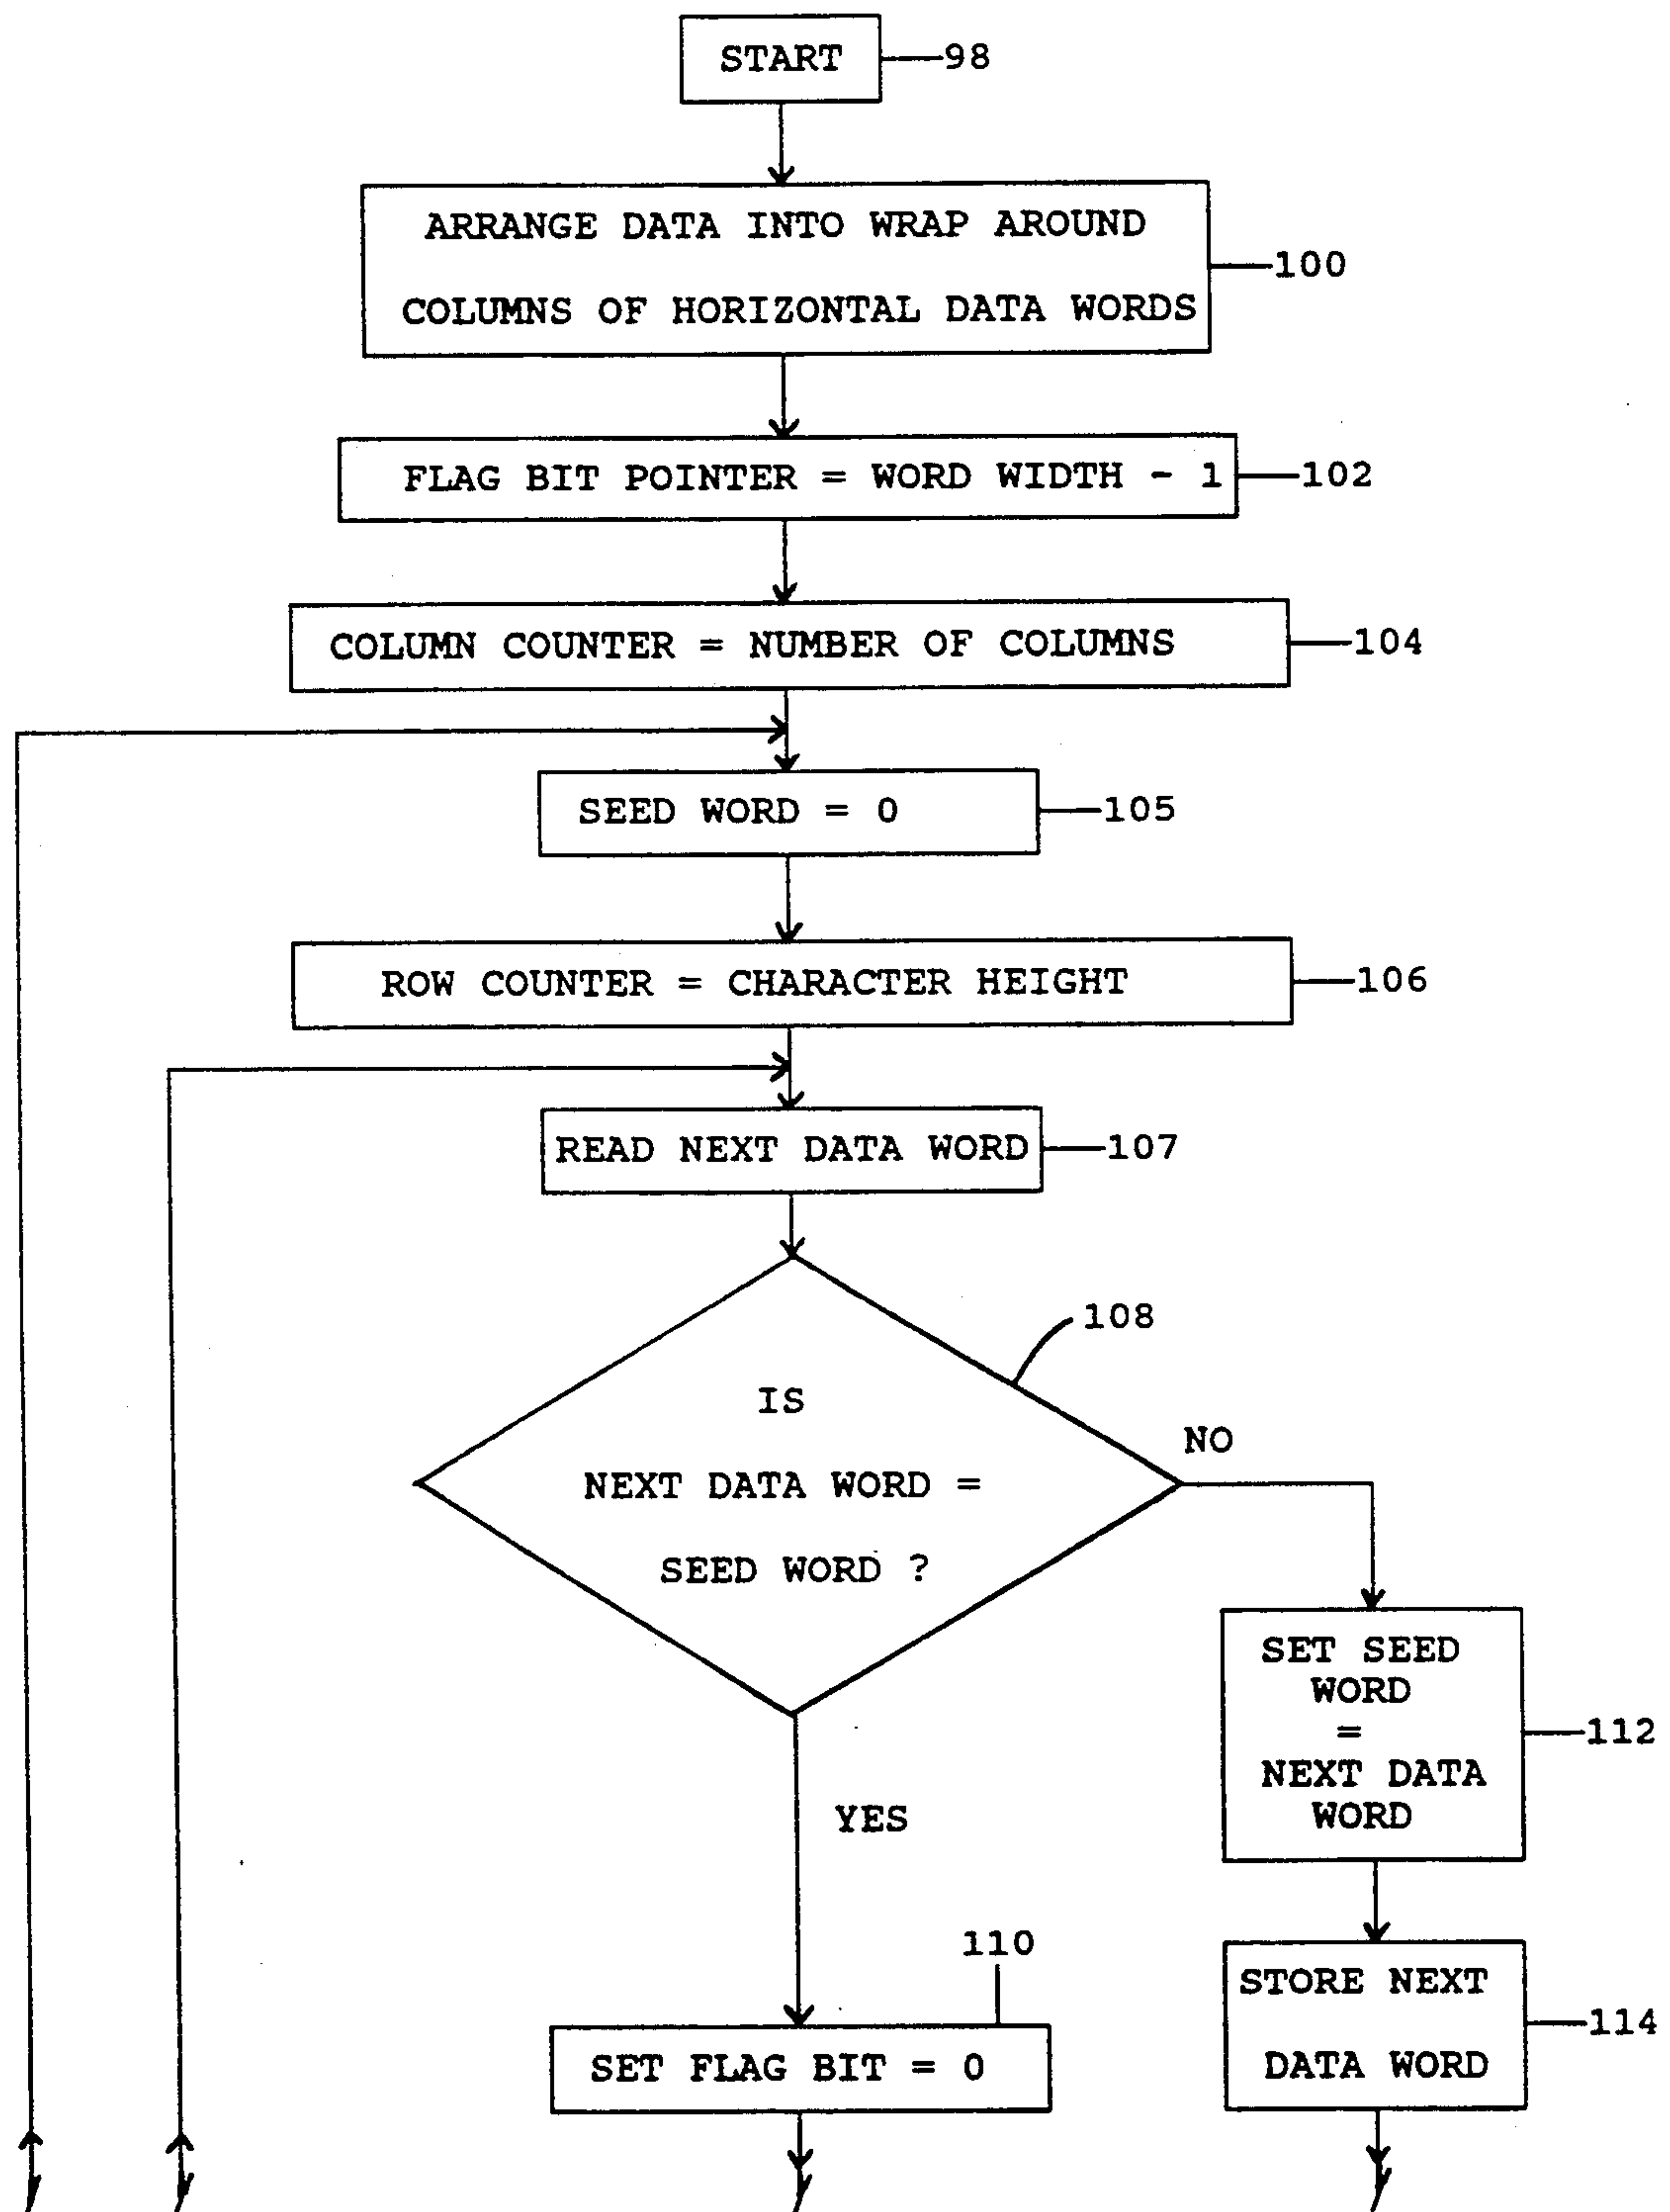 START
98
ARRANGE DATA INTO WRAP AROUND
COLUMNS OF HORIZONTAL DATA WORDS
100
FLAG BIT POINTER = WORD WIDTH - 1
102
COLUMN COUNTER = NUMBER OF COLUMNS
104
SEED WORD = 0
105
ROW COUNTER = CHARACTER HEIGHT
106
READ NEXT DATA WORD
107
108
IS
NEXT DATA WORD =
SEED WORD ?
NO
SET SEED
WORD
=
NEXT DATA
WORD
112
YES
110
SET FLAG BIT = 0
STORE NEXT
DATA WORD
114